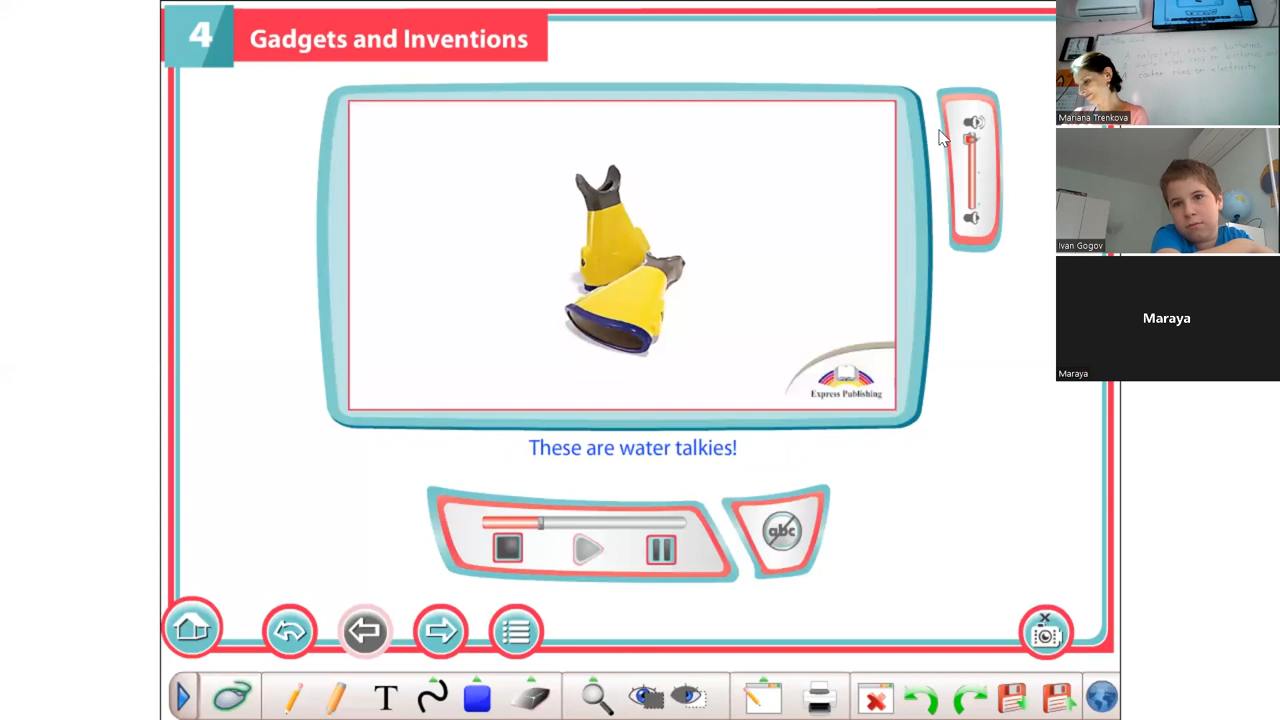 4
Gadgets and Inventions
Express Publishing
These are water talkies!
abc
T
Mariana Trenkova
Ivan Gogov
Maraya
Maraya